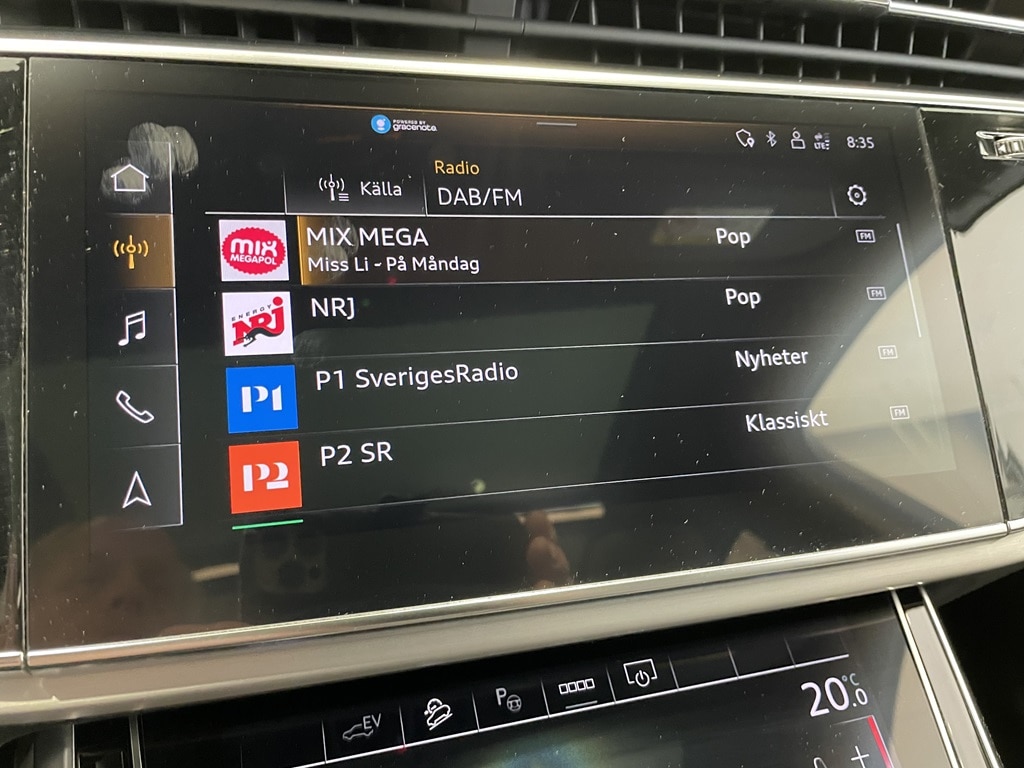 POWERED BY
gracenote.
LTE 8:35
Radio
Källa DAB/FM
MIX MEGAPOL MIX MEGA Pop FM
Miss Li - På Måndag
ENERGY NRJ NRJ Pop FM
P1 P1 SverigesRadio Nyheter FM
P2 P2 SR Klassiskt FM
EV P
20.0 °C
+